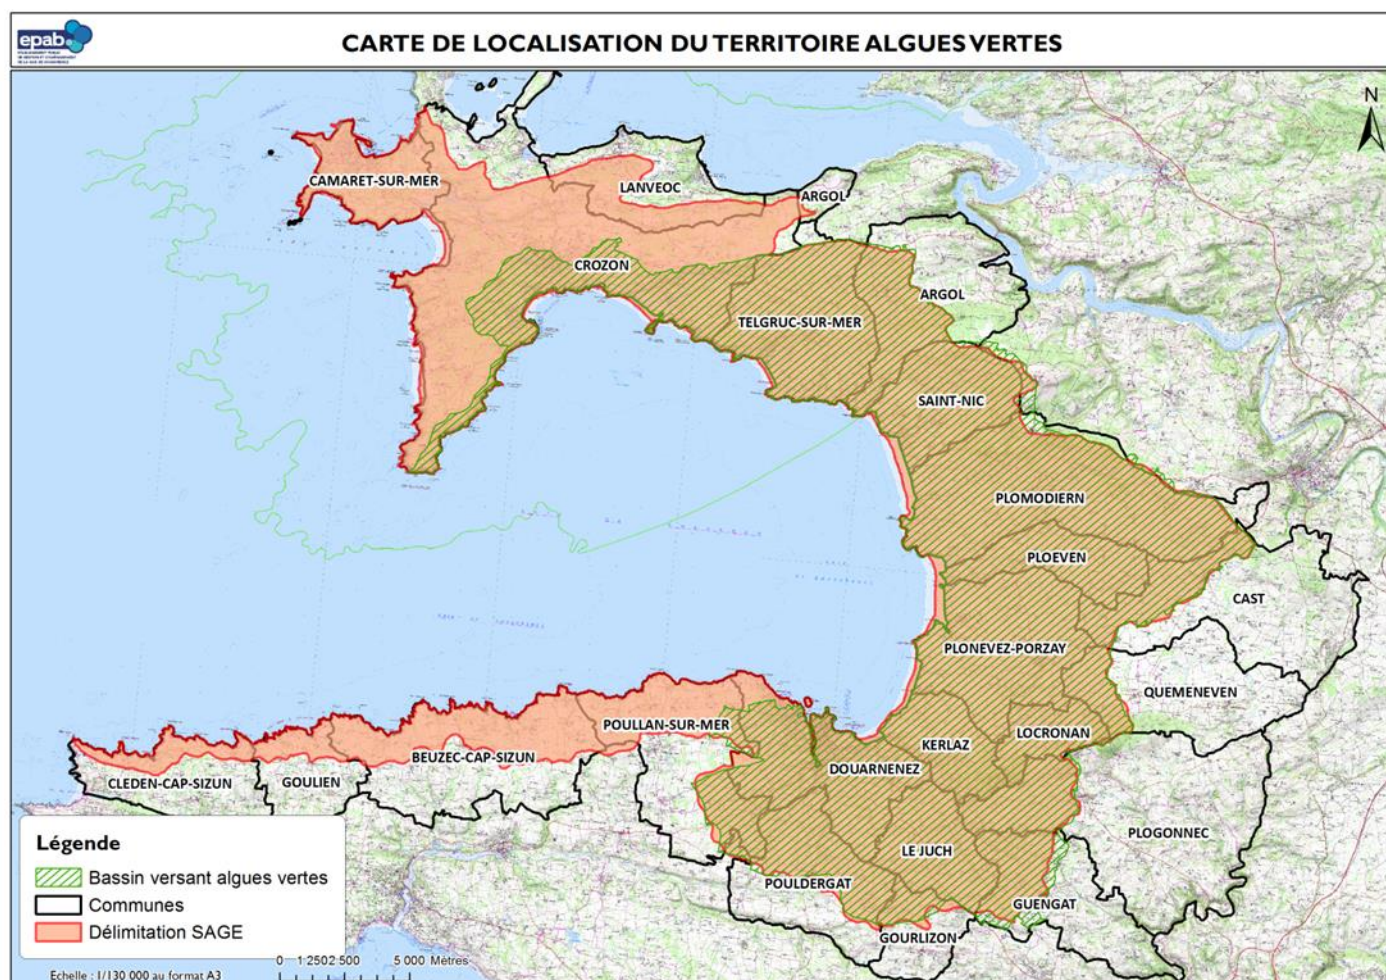 epab
CARTE DE LOCALISATION DU TERRITOIRE ALGUES VERTES
N
CAMARET-SUR-MER
LANVEOC
ARGOL
CROZON
ARGOL
TELGRUC-SUR-MER
SAINT-NIC
PLOMODIERN
PLOEVEN
CAST
PLONEVEZ-PORZAY
QUEMENEVEN
POULLAN-SUR-MER
LOCRONAN
KERLAZ
BEUZEC-CAP-SIZUN
DOUARNENEZ
CLEDEN-CAP-SIZUN
GOULIEN
PLOGONNEC
LE JUCH
POULDERGAT
GUENGAT
GOURLIZON
Légende
Bassin versant algues vertes
Communes
Délimitation SAGE
0 1 2502 500 5 000 Mètres
Echelle : 1/130 000 au format A3